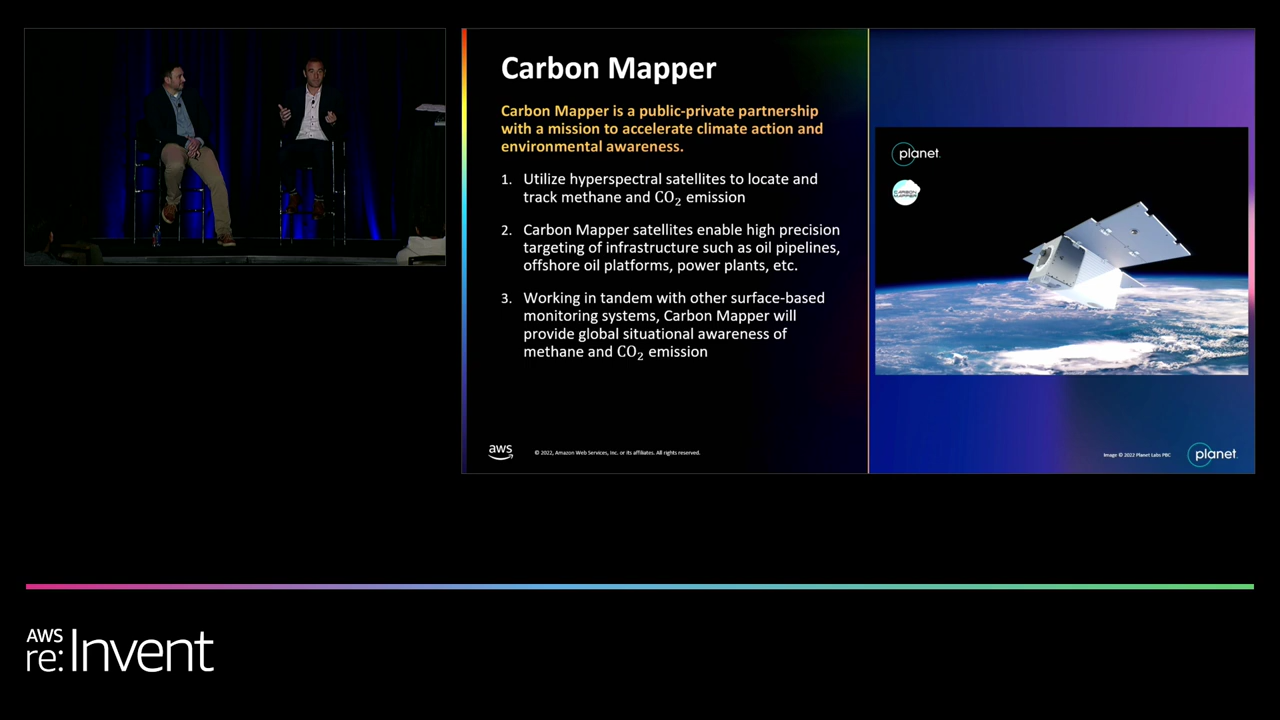 Carbon Mapper
Carbon Mapper is a public-private partnership
with a mission to accelerate climate action and
environmental awareness.
1. Utilize hyperspectral satellites to locate and
track methane and CO₂ emission
2. Carbon Mapper satellites enable high precision
targeting of infrastructure such as oil pipelines,
offshore oil platforms, power plants, etc.
3. Working in tandem with other surface-based
monitoring systems, Carbon Mapper will
provide global situational awareness of
methane and CO₂ emission
aws
© 2022, Amazon Web Services, Inc. or its affiliates. All rights reserved.
planet.
CARBON
MAPPER
Image © 2022 Planet Labs PBC
planet.
AWS
re:Invent